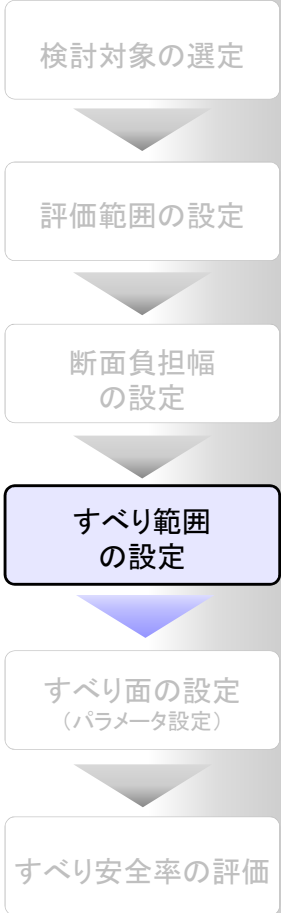 検討対象の選定
評価範囲の設定
断面負担幅
の設定
すべり範囲
の設定
すべり面の設定
（パラメータ設定）
すべり安全率の評価